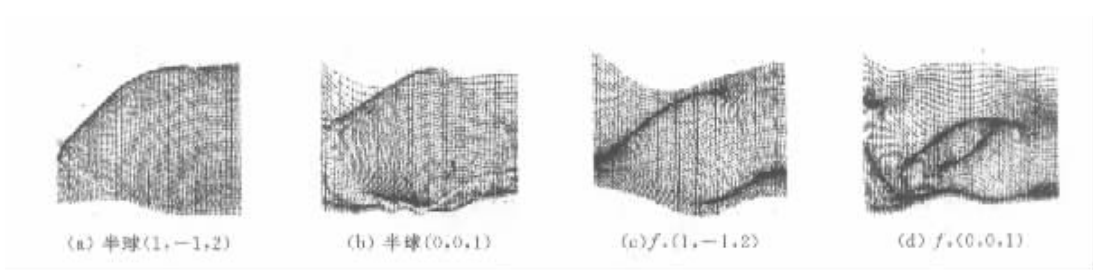 (a) 半球(1,-1,2)
(b) 半球(0,0,1)
(c)f,(1,-1,2)
(d) f,(0,0,1)